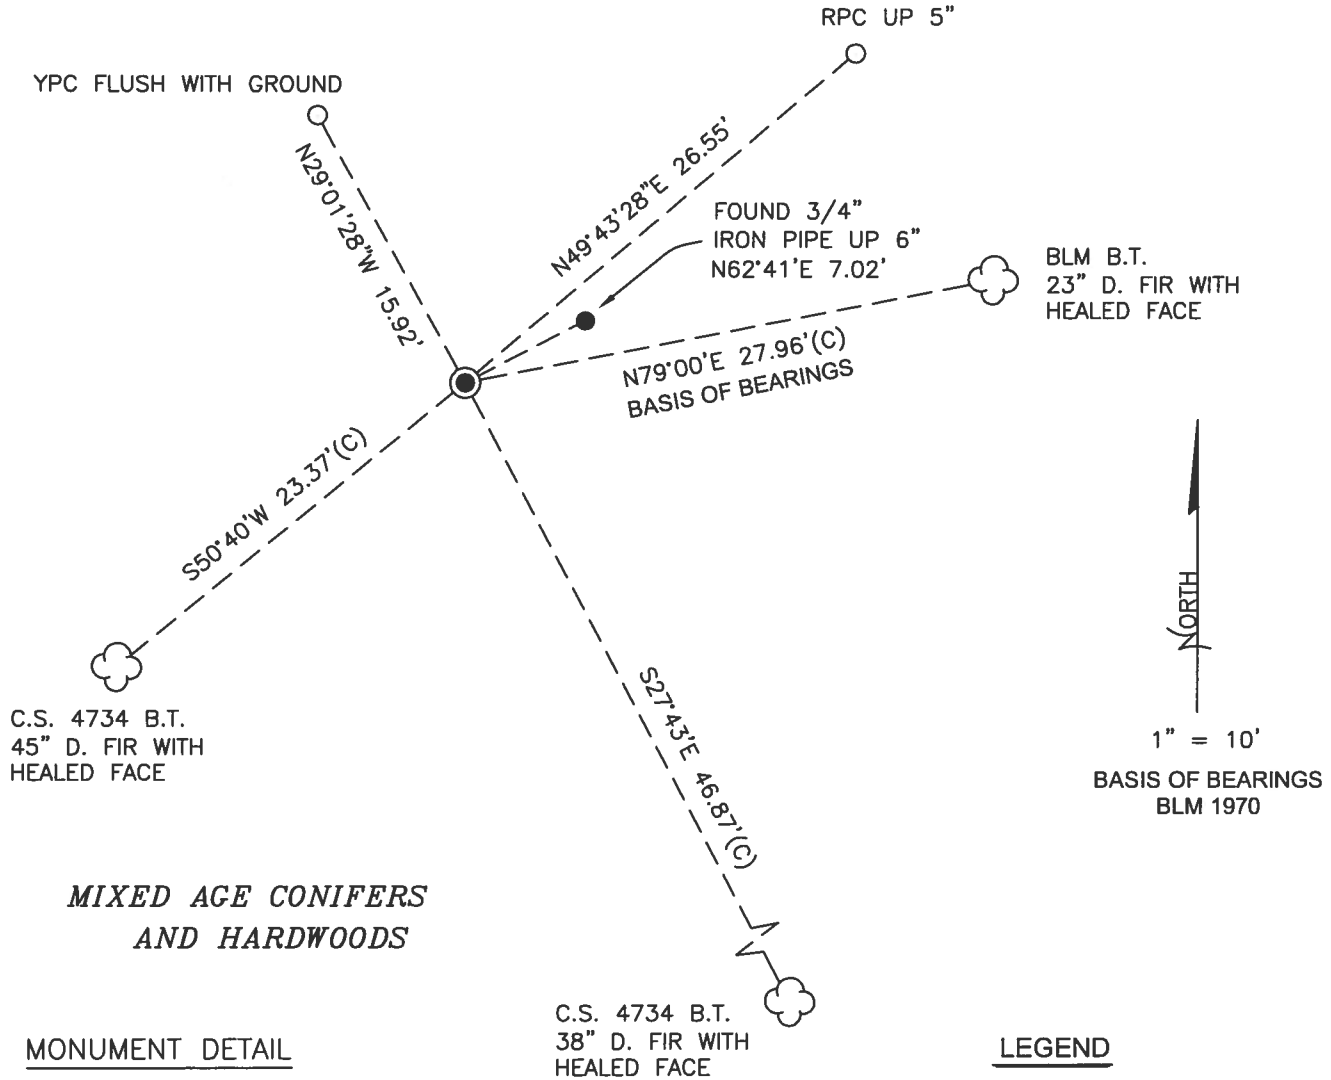 RPC UP 5"
YPC FLUSH WITH GROUND
N29°01'28"W 15.92'
N49°43'28"E 26.55'
FOUND 3/4"
IRON PIPE UP 6"
N62°41'E 7.02'
BLM B.T.
23" D. FIR WITH
HEALED FACE
N79°00'E 27.96'(C)
BASIS OF BEARINGS
S50°40'W 23.37'(C)
C.S. 4734 B.T.
45" D. FIR WITH
HEALED FACE
S27°43'E 46.87'(C)
NORTH
1" = 10'
BASIS OF BEARINGS
BLM 1970
MIXED AGE CONIFERS
AND HARDWOODS
C.S. 4734 B.T.
38" D. FIR WITH
HEALED FACE
MONUMENT DETAIL
LEGEND